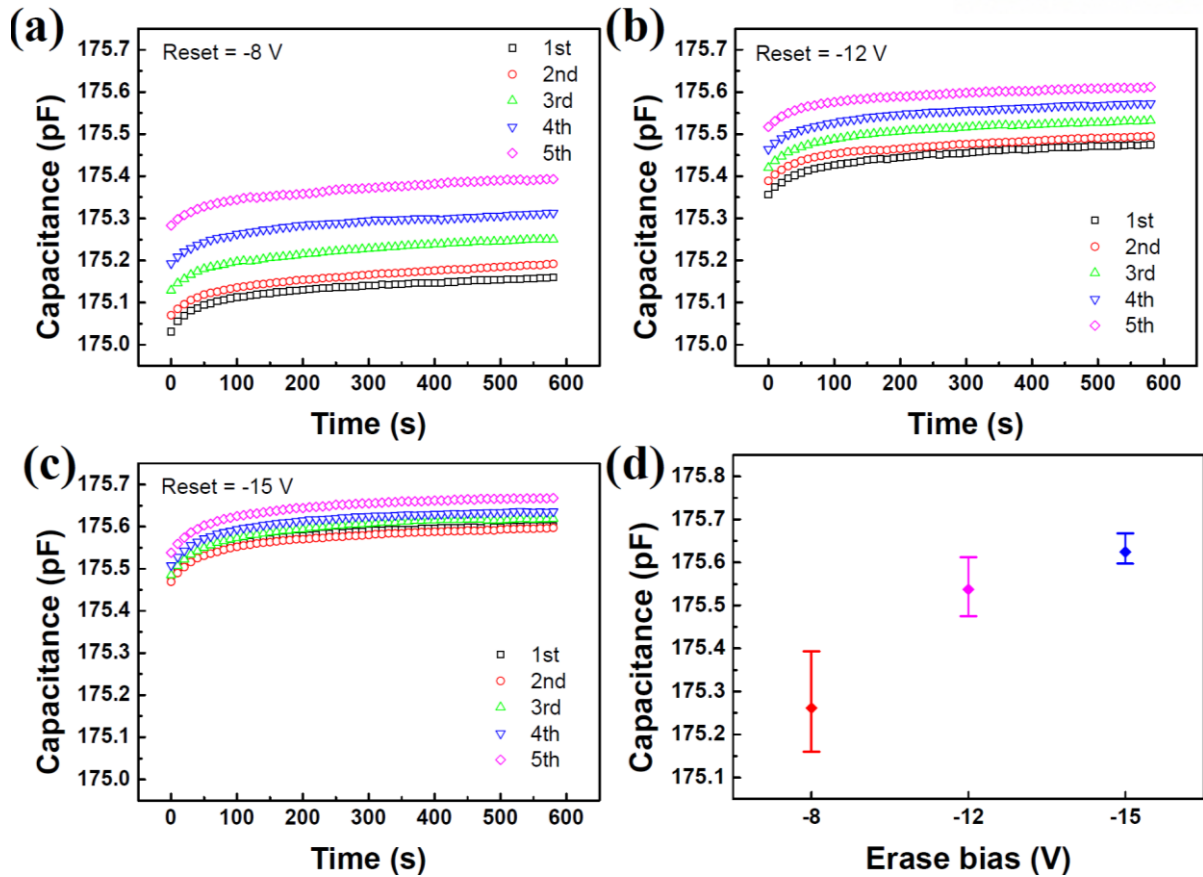 (a)
Reset = -8 V
1st
2nd
3rd
4th
5th
175.7
175.6
175.5
175.4
175.3
175.2
175.1
175.0
Capacitance (pF)
0 100 200 300 400 500 600
Time (s)
(b)
Reset = -12 V
1st
2nd
3rd
4th
5th
175.7
175.6
175.5
175.4
175.3
175.2
175.1
175.0
Capacitance (pF)
0 100 200 300 400 500 600
Time (s)
(c)
Reset = -15 V
1st
2nd
3rd
4th
5th
175.7
175.6
175.5
175.4
175.3
175.2
175.1
175.0
Capacitance (pF)
0 100 200 300 400 500 600
Time (s)
(d)
175.8
175.7
175.6
175.5
175.4
175.3
175.2
175.1
Capacitance (pF)
-8 -12 -15
Erase bias (V)